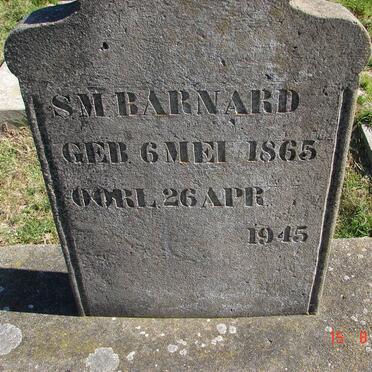 SM BARNARD
GEB 6 MEI 1865
OORL 26 APR
1945
15 8